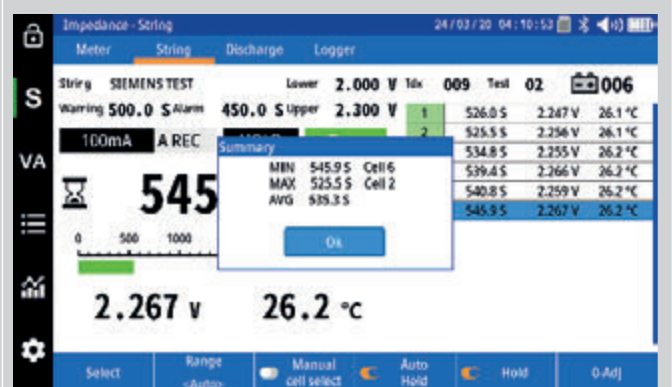 Impedance - String 24/03/20 04:10:53
Meter String Discharge Logger
S
VA
String SIEMENS TEST Lower 2.000 V Idx 009 Test 02 006
Warning 500.0 S Alarm 450.0 S Upper 2.300 V
100mA A REC
1 526.0 S 2.247 V 26.1 °C
2 525.5 S 2.256 V 26.1 °C
534.8 S 2.255 V 26.2 °C
539.4 S 2.266 V 26.2 °C
540.8 S 2.259 V 26.2 °C
545.9 S 2.267 V 26.2 °C
Summary
MIN 545.9 S Cell 6
MAX 525.5 S Cell 2
AVG 535.3 S
Ok
545
0 500 1000
2.267 V 26.2 °C
Select
Range
<Auto>
Manual
cell select
Auto
Hold
Hold
0-Adj